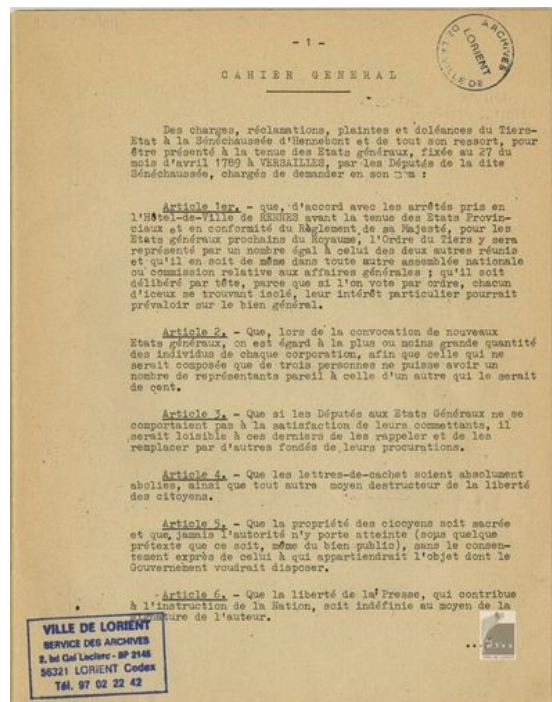 - 1 -
ARCHIVES
DE LA VILLE DE
LORIENT
CAHIER GENERAL
Des charges, réclamations, plaintes et doléances du Tiers-
Etat à la Sénéchaussée d'Hennebont et de tout son ressort, pour
être présenté à la tenue des Etats généraux, fixée au 27 du
mois d'avril 1789 à VERSAILLES, par les Députés de la dite
Sénéchaussée, chargés de demander en son nom :
Article 1er. - que, d'accord avec les arrêtés pris en
l'Hôtel-de-Ville de RENNES avant la tenue des Etats Provin-
ciaux et en conformité du Règlement de sa Majesté, pour les
Etats généraux prochains du Royaume, l'Ordre du Tiers y sera
représenté par un nombre égal à celui des deux autres réunis
et qu'il en soit de même dans toute autre assemblée nationale
ou commission relative aux affaires générales ; qu'il soit
délibéré par tête, parce que si l'on vote par ordre, chacun
d'iceux se trouvant isolé, leur intérêt particulier pourrait
prévaloir sur le bien général.
Article 2. - Que, lors de la convocation de nouveaux
Etats généraux, on est égard à la plus ou moins grande quantité
des individus de chaque corporation, afin que celle qui ne
serait composée que de trois personnes ne puisse avoir un
nombre de représentants pareil à celle d'un autre qui le serait
de cent.
Article 3. - Que si les Députés aux Etats Généraux ne se
comportaient pas à la satisfaction de leurs commettants, il
serait loisible à ces derniers de les rappeler et de les
remplacer par d'autres fondés de leurs procurations.
Article 4. - Que les lettres-de-cachet soient absolument
abolies, ainsi que tout autre moyen destructeur de la liberté
des citoyens.
Article 5. - Que la propriété des cioyens soit sacrée
et que jamais l'autorité n'y porte atteinte (sous quelque
prétexte que ce soit, même du bien public), sans le consen-
tement exprès de celui à qui appartiendrait l'objet dont le
Gouvernement voudrait disposer.
Article 6. - Que la liberté de la Presse, qui contribue
à l'instruction de la Nation, soit indéfinie au moyen de la
signature de l'auteur.
...
VILLE DE LORIENT
SERVICE DES ARCHIVES
2, bd Gal Leclerc - BP 2145
56321 LORIENT Cedex
Tél. 97 02 22 42